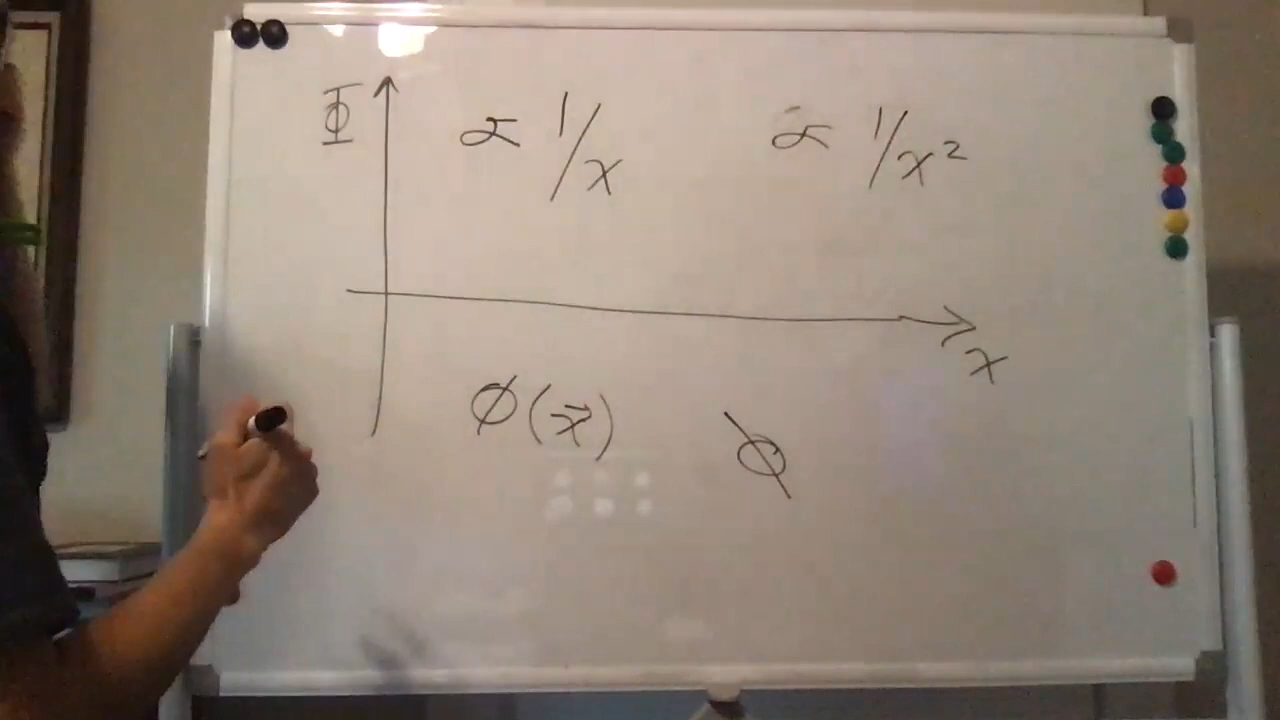 Φ ∝ 1/x ∝ 1/x²
x
ϕ(x⃗) ϕ